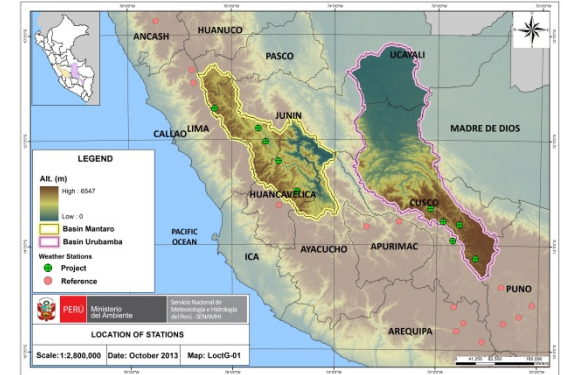 HUANUCO
ANCASH
PASCO
UCAYALI
JUNIN
LIMA
CALLAO
MADRE DE DIOS
HUANCAVELICA
CUSCO
PACIFIC
OCEAN
AYACUCHO
APURIMAC
ICA
PUNO
AREQUIPA
LEGEND
Alt. (m)
High : 6547
Low : 0
Basin Mantaro
Basin Urubamba
Weather Stations
Project
Reference
PERÚ
Ministerio
del Ambiente
Servicio Nacional de
Meteorología e Hidrología
del Perú - SENAMHI
LOCATION OF STATIONS
Scale: 1:2,800,000 Date: October 2013 Map: LoctG-01